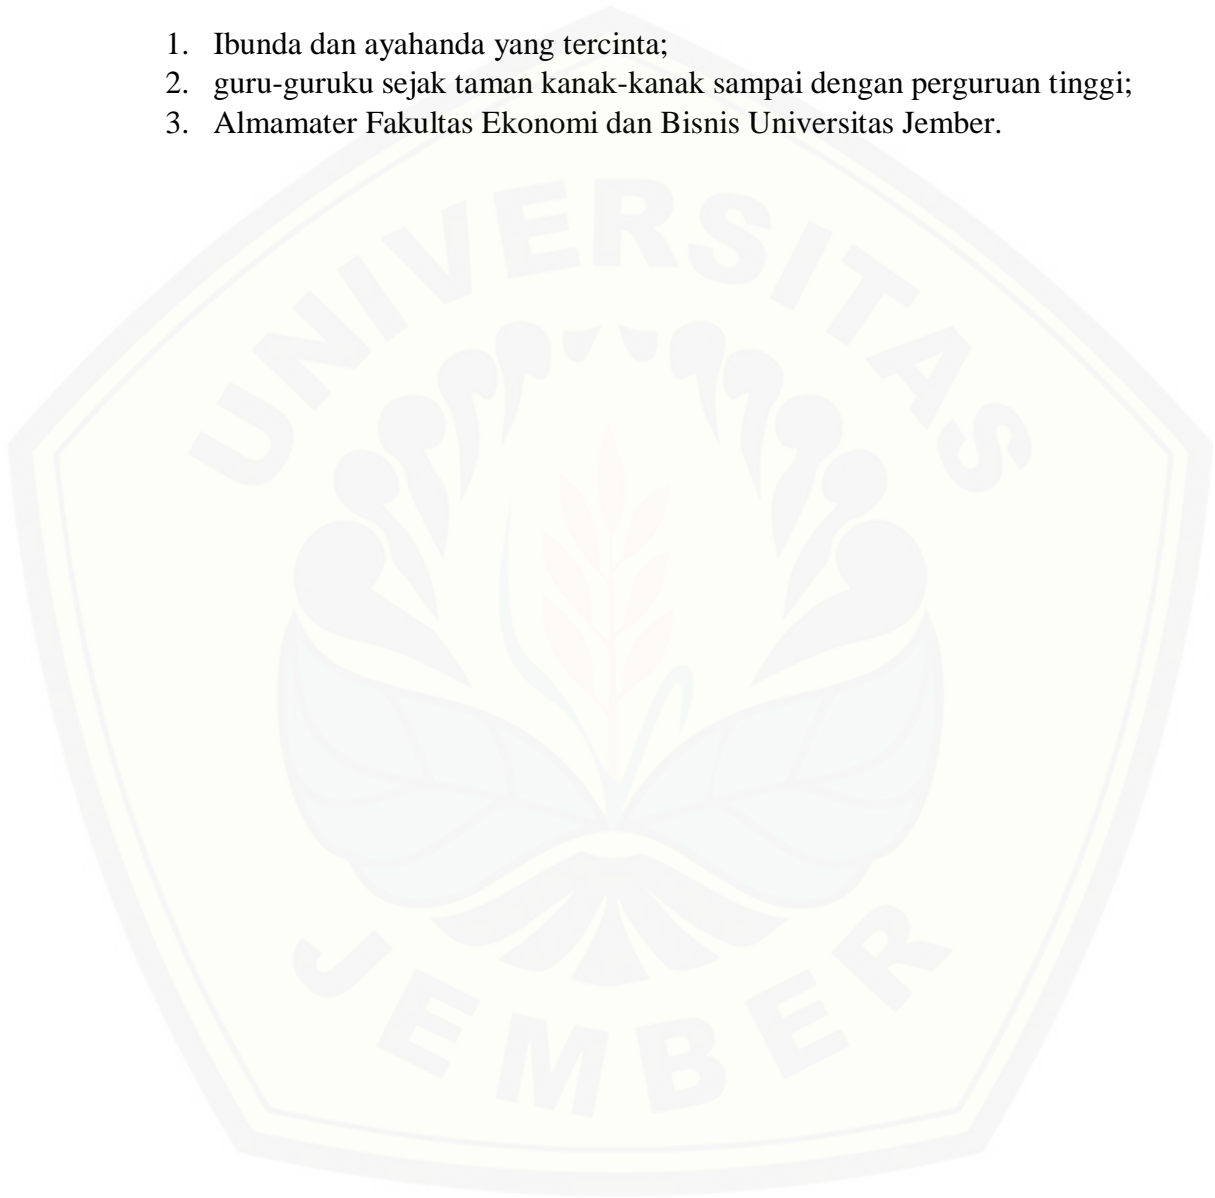 1. Ibunda dan ayahanda yang tercinta;
2. guru-guruku sejak taman kanak-kanak sampai dengan perguruan tinggi;
3. Almamater Fakultas Ekonomi dan Bisnis Universitas Jember.
UNIVERSITAS
JEMBER